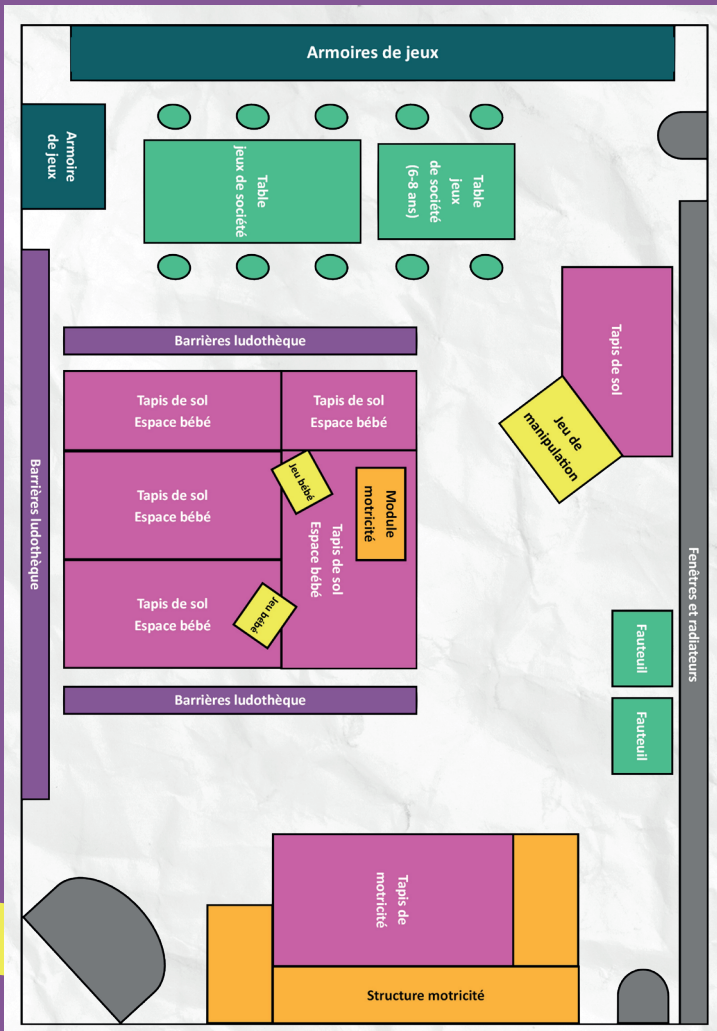 Armoires de jeux
Armoire
de jeux
Table
jeux de société
Table
jeux
de société
(6-8 ans)
Tapis de sol
Jeu de
manipulation
Barrières ludothèque
Tapis de sol
Espace bébé
Tapis de sol
Espace bébé
Tapis de sol
Espace bébé
Jeu bébé
Module
motricité
Tapis de sol
Espace bébé
Tapis de sol
Espace bébé
Jeu bébé
Barrières ludothèque
Barrières ludothèque
Fenêtres et radiateurs
Fauteuil
Fauteuil
Tapis de
motricité
Structure motricité